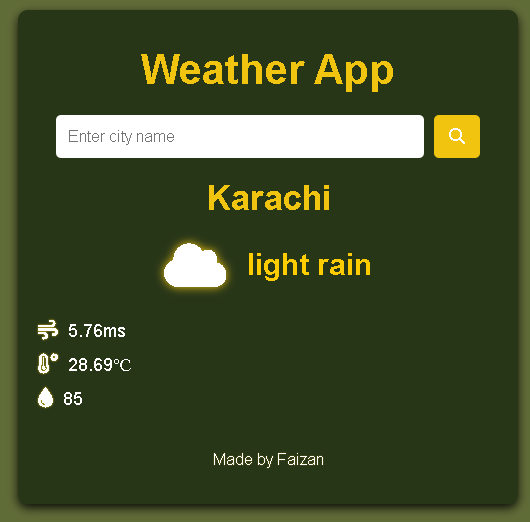 Weather App
Enter city name
Karachi
light rain
5.76ms
28.69°C
85
Made by Faizan